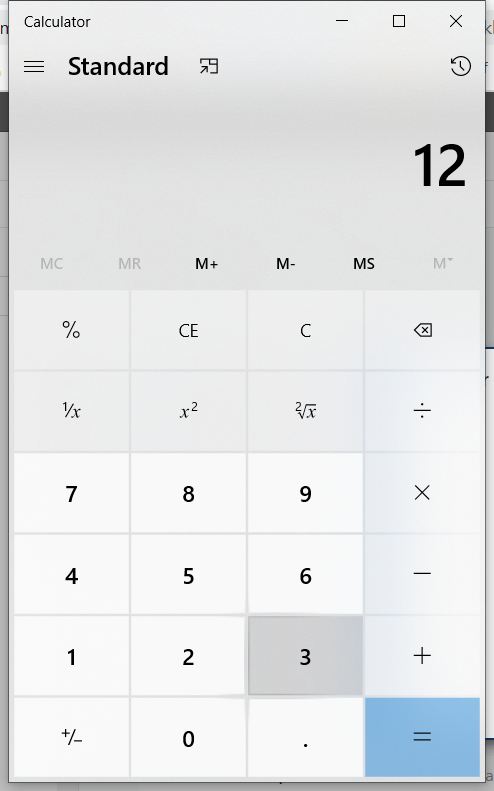 Calculator
Standard
12
MC MR M+ M- MS M˅
% CE C
¹/x x² ²√x ÷
7 8 9 ×
4 5 6 −
1 2 3 +
+/− 0 . =